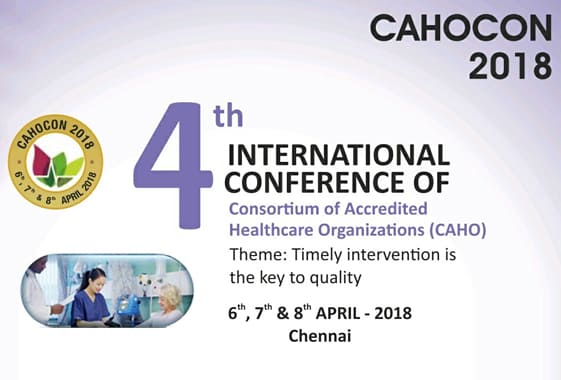 CAHOCON
2018
CAHOCON 2018
6th, 7th & 8th APRIL 2018
4th
INTERNATIONAL
CONFERENCE OF
Consortium of Accredited
Healthcare Organizations (CAHO)
Theme: Timely intervention is
the key to quality
6th, 7th & 8th APRIL - 2018
Chennai